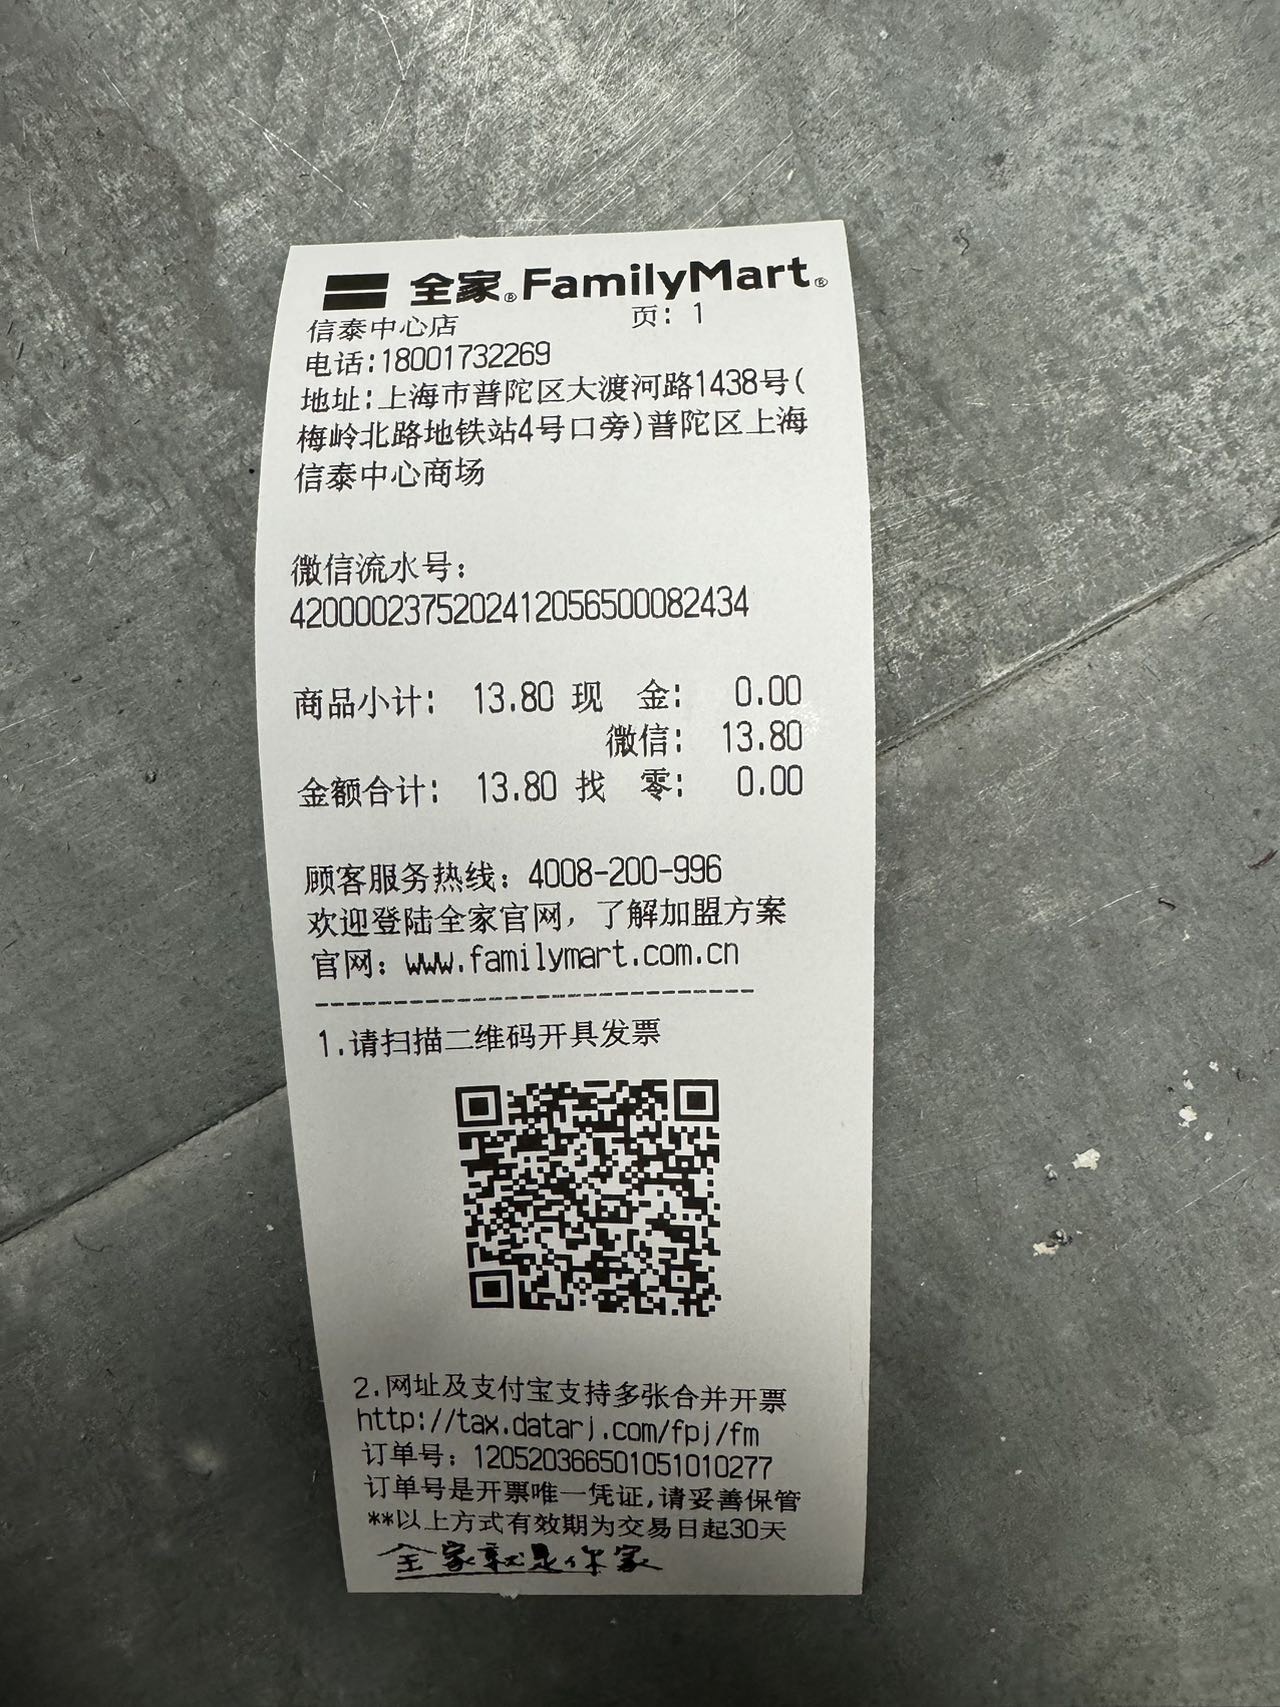 全家®FamilyMart®
信泰中心店 页: 1
电话:18001732269
地址:上海市普陀区大渡河路1438号(
梅岭北路地铁站4号口旁)普陀区上海
信泰中心商场
微信流水号:
4200002375202412056500082434
商品小计: 13.80 现 金: 0.00
微信: 13.80
金额合计: 13.80 找 零: 0.00
顾客服务热线: 4008-200-996
欢迎登陆全家官网, 了解加盟方案
官网: www.familymart.com.cn
----------------------------
1.请扫描二维码开具发票
2.网址及支付宝支持多张合并开票
http://tax.datarj.com/fpj/fm
订单号: 1205203665010510102​77
订单号是开票唯一凭证,请妥善保管
**以上方式有效期为交易日起30天
全家就是你家